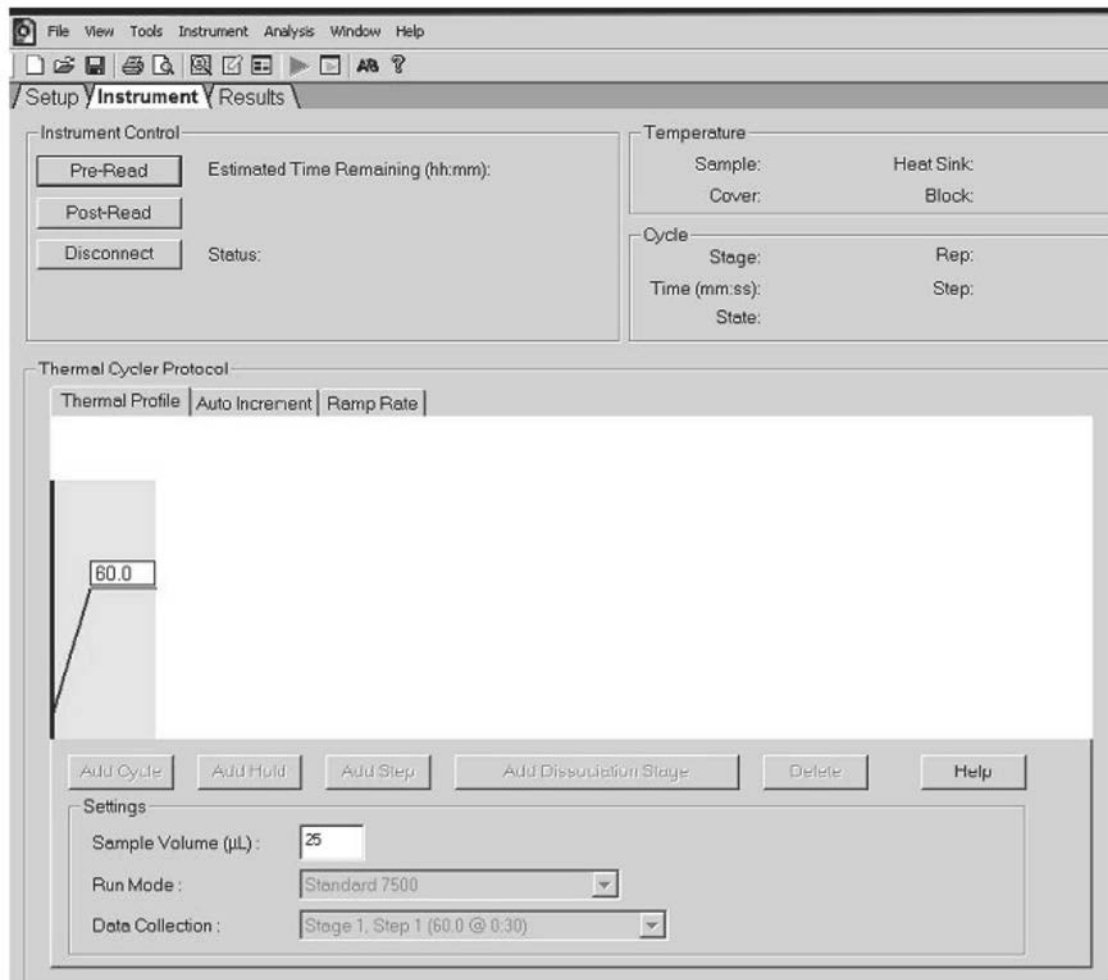 File View Tools Instrument Analysis Window Help
Setup Instrument Results
Instrument Control
Pre-Read Estimated Time Remaining (hh:mm):
Post-Read
Disconnect Status:
Temperature
Sample: Heat Sink:
Cover: Block:
Cycle
Stage: Rep:
Time (mm:ss): Step:
State:
Thermal Cycler Protocol
Thermal Profile Auto Increment Ramp Rate
60.0
Add Cycle Add Hold Add Step Add Dissociation Stage Delete Help
Settings
Sample Volume (µL) : 25
Run Mode : Standard 7500
Data Collection : Stage 1, Step 1 (60.0 @ 0:30)